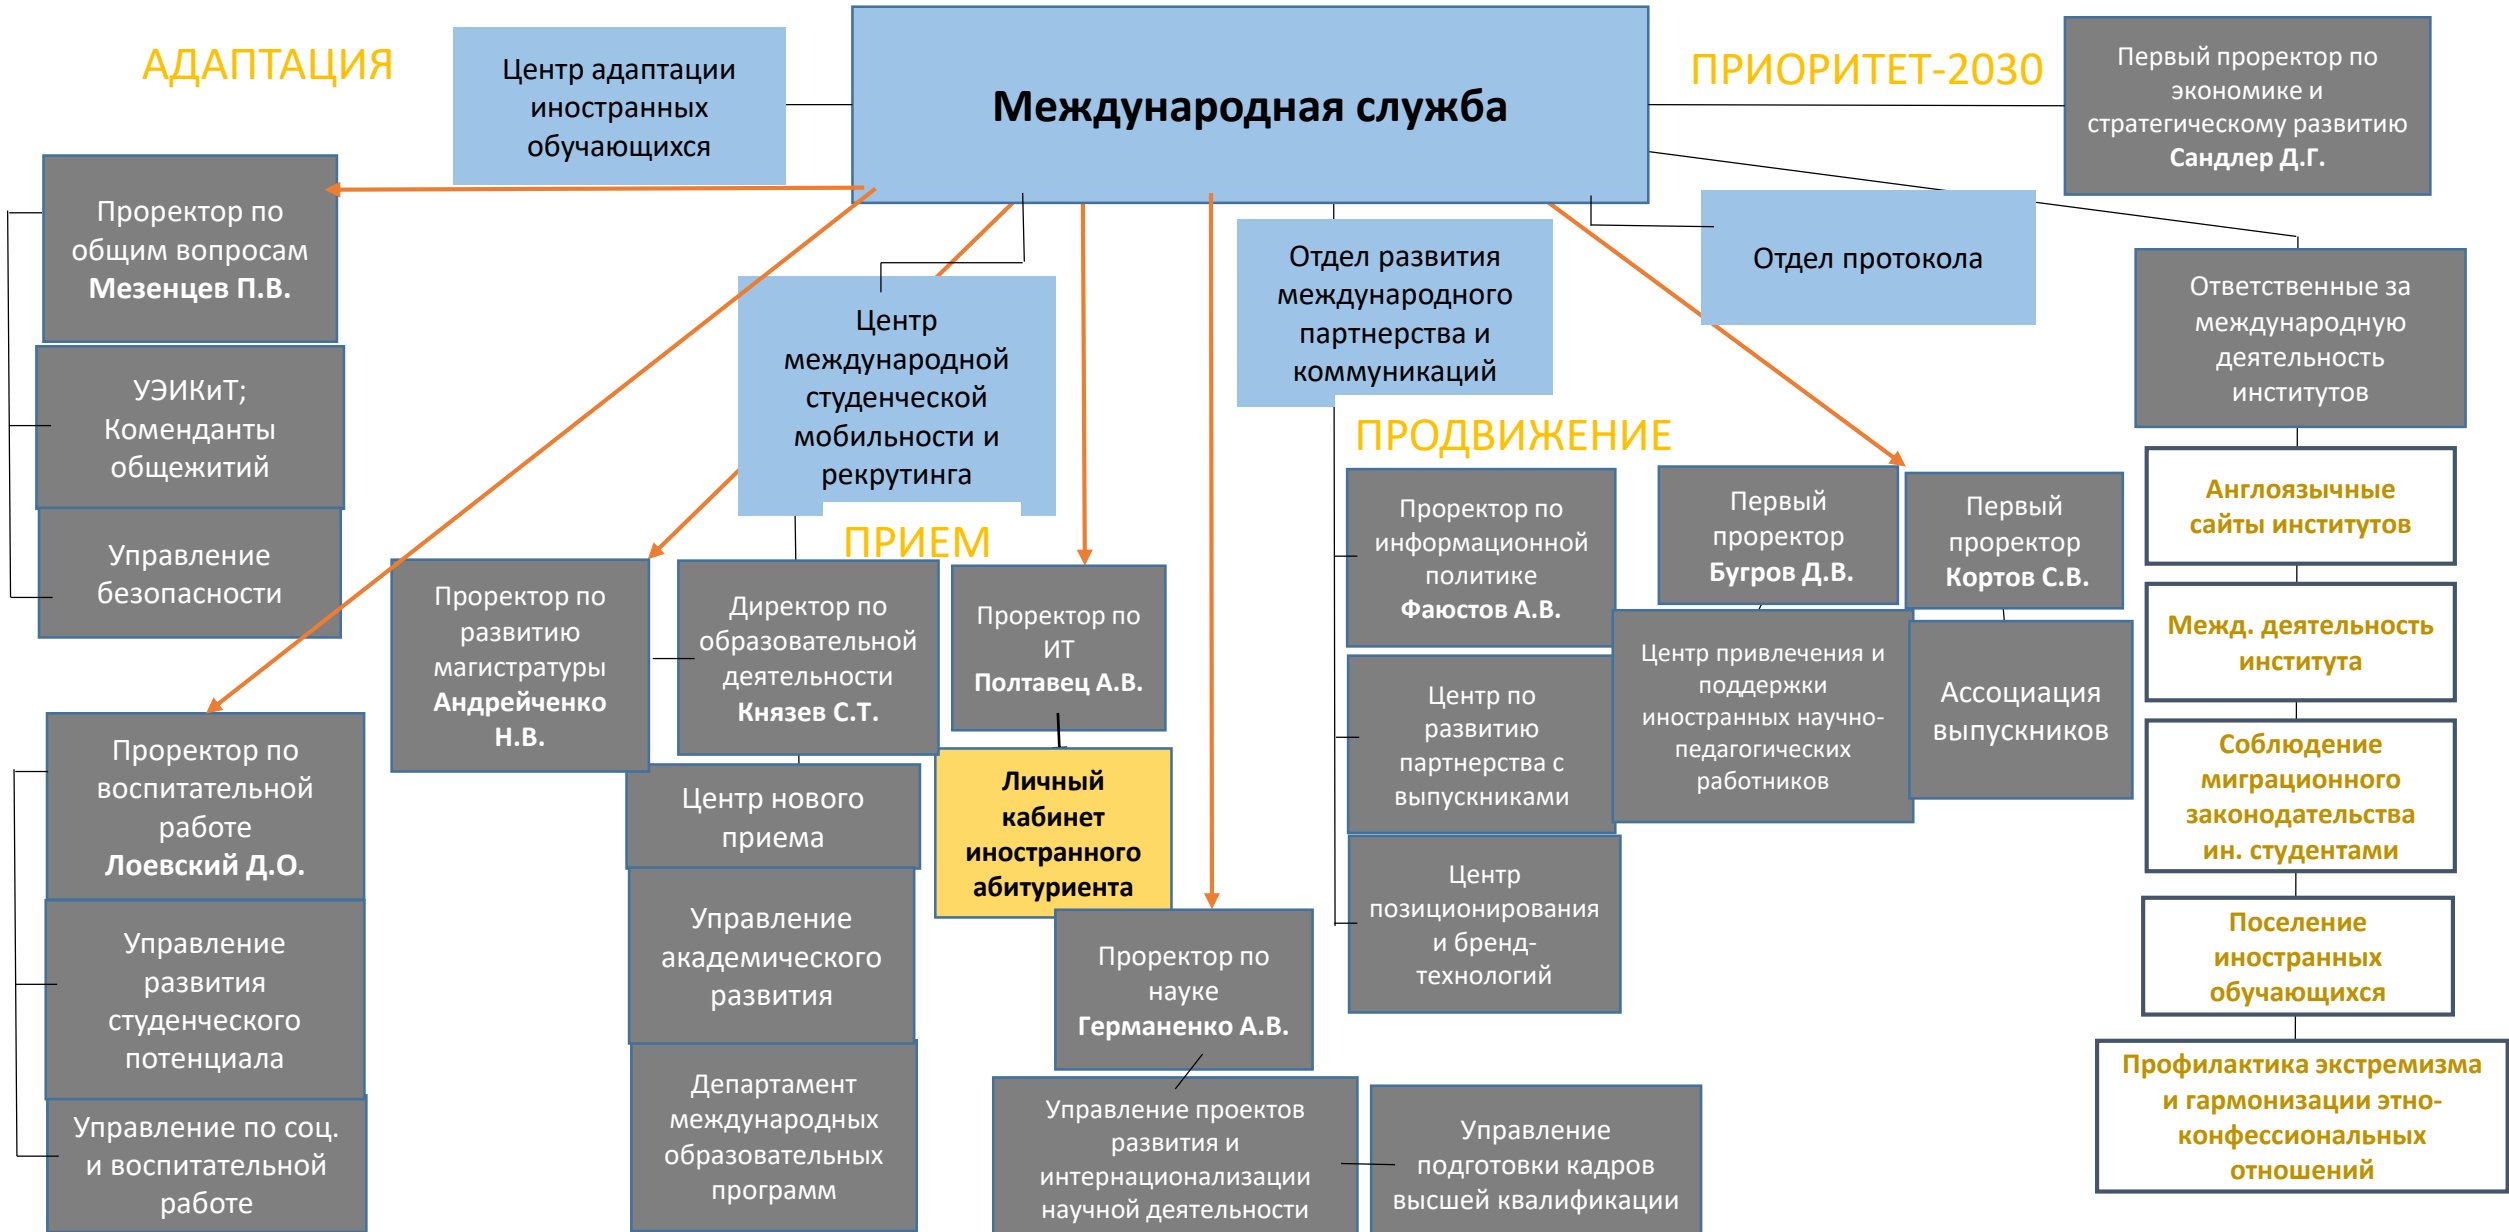 АДАПТАЦИЯ
Центр адаптации
иностранных
обучающихся
Международная служба
ПРИОРИТЕТ-2030
Первый проректор по
экономике и
стратегическому развитию
Сандлер Д.Г.
Проректор по
общим вопросам
Мезенцев П.В.
УЭИКиТ;
Коменданты
общежитий
Управление
безопасности
Проректор по
воспитательной
работе
Лоевский Д.О.
Управление
развития
студенческого
потенциала
Управление по соц.
и воспитательной
работе
Центр
международной
студенческой
мобильности и
рекрутинга
ПРИЕМ
Проректор по
развитию
магистратуры
Андрейченко
Н.В.
Директор по
образовательной
деятельности
Князев С.Т.
Центр нового
приема
Управление
академического
развития
Департамент
международных
образовательных
программ
Проректор по
ИТ
Полтавец А.В.
Личный
кабинет
иностранного
абитуриента
Проректор по
науке
Германенко А.В.
Управление проектов
развития и
интернационализации
научной деятельности
Управление
подготовки кадров
высшей квалификации
Отдел развития
международного
партнерства и
коммуникаций
ПРОДВИЖЕНИЕ
Проректор по
информационной
политике
Фаюстов А.В.
Центр по
развитию
партнерства с
выпускниками
Центр
позиционирования
и бренд-
технологий
Первый
проректор
Бугров Д.В.
Центр привлечения и
поддержки
иностранных научно-
педагогических
работников
Первый
проректор
Кортов С.В.
Ассоциация
выпускников
Отдел протокола
Ответственные за
международную
деятельность
институтов
Англоязычные
сайты институтов
Межд. деятельность
института
Соблюдение
миграционного
законодательства
ин. студентами
Поселение
иностранных
обучающихся
Профилактика экстремизма
и гармонизации этно-
конфессиональных
отношений